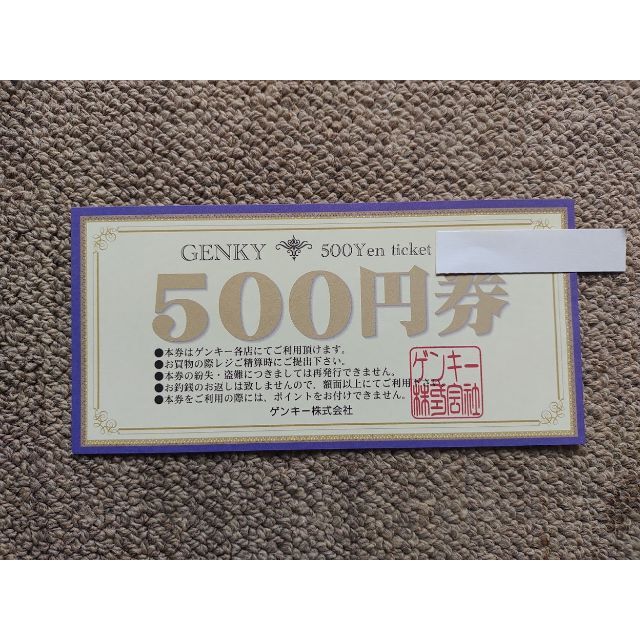 GENKY 500Yen ticket
500円券
●本券はゲンキー各店にてご利用頂けます。
●お買物の際レジご精算時にご提出下さい。
●本券の紛失・盗難につきましては再発行できません。
●お釣銭のお返しは致しませんので、額面以上にてご利用下さい。
●本券をご利用の際には、ポイントをお付けできません。
ゲンキー株式会社
ゲンキー
株式会社